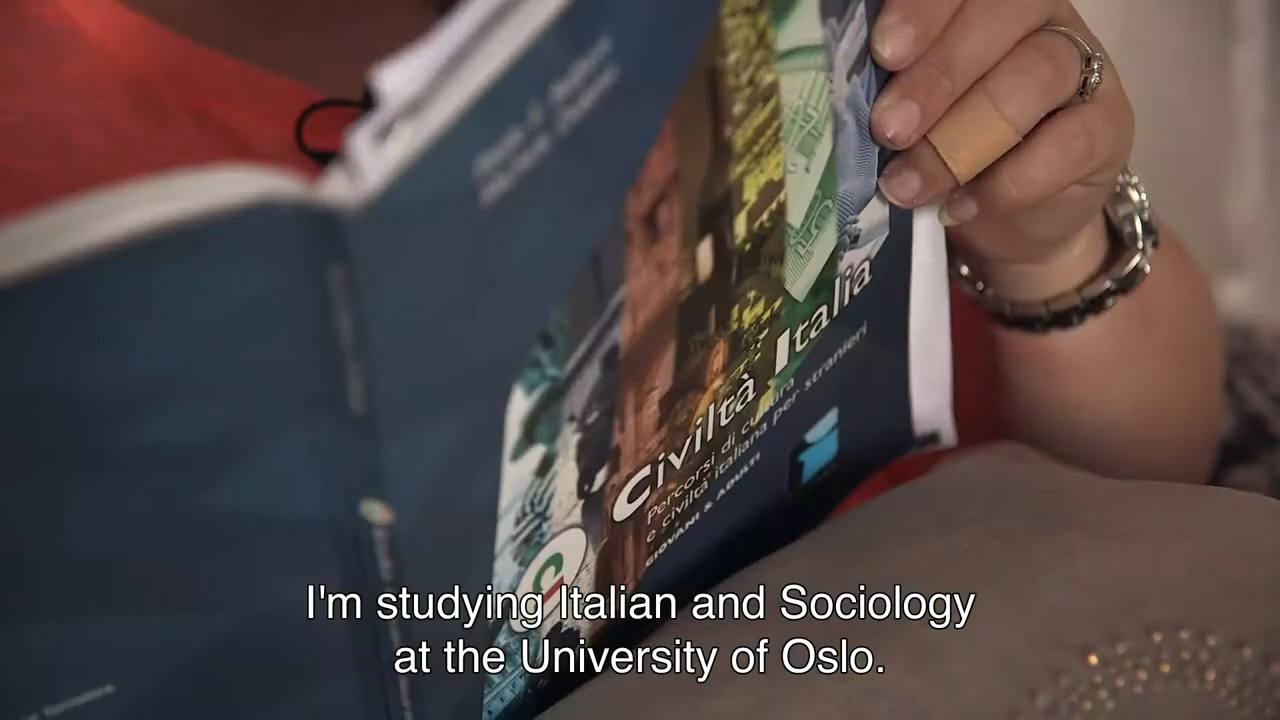 Civiltà Italia
Percorsi di cultura
e civiltà italiana per stranieri
GIOVANI & ADULTI
I'm studying Italian and Sociology
at the University of Oslo.